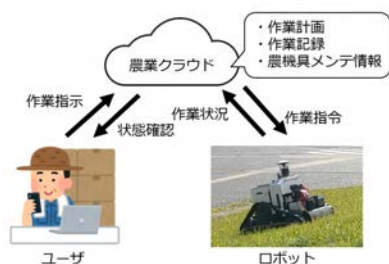 ・作業計画
・作業記録
・農機具メンテ情報
農業クラウド
作業指示
状態確認
作業状況
作業指令
ユーザ
ロボット